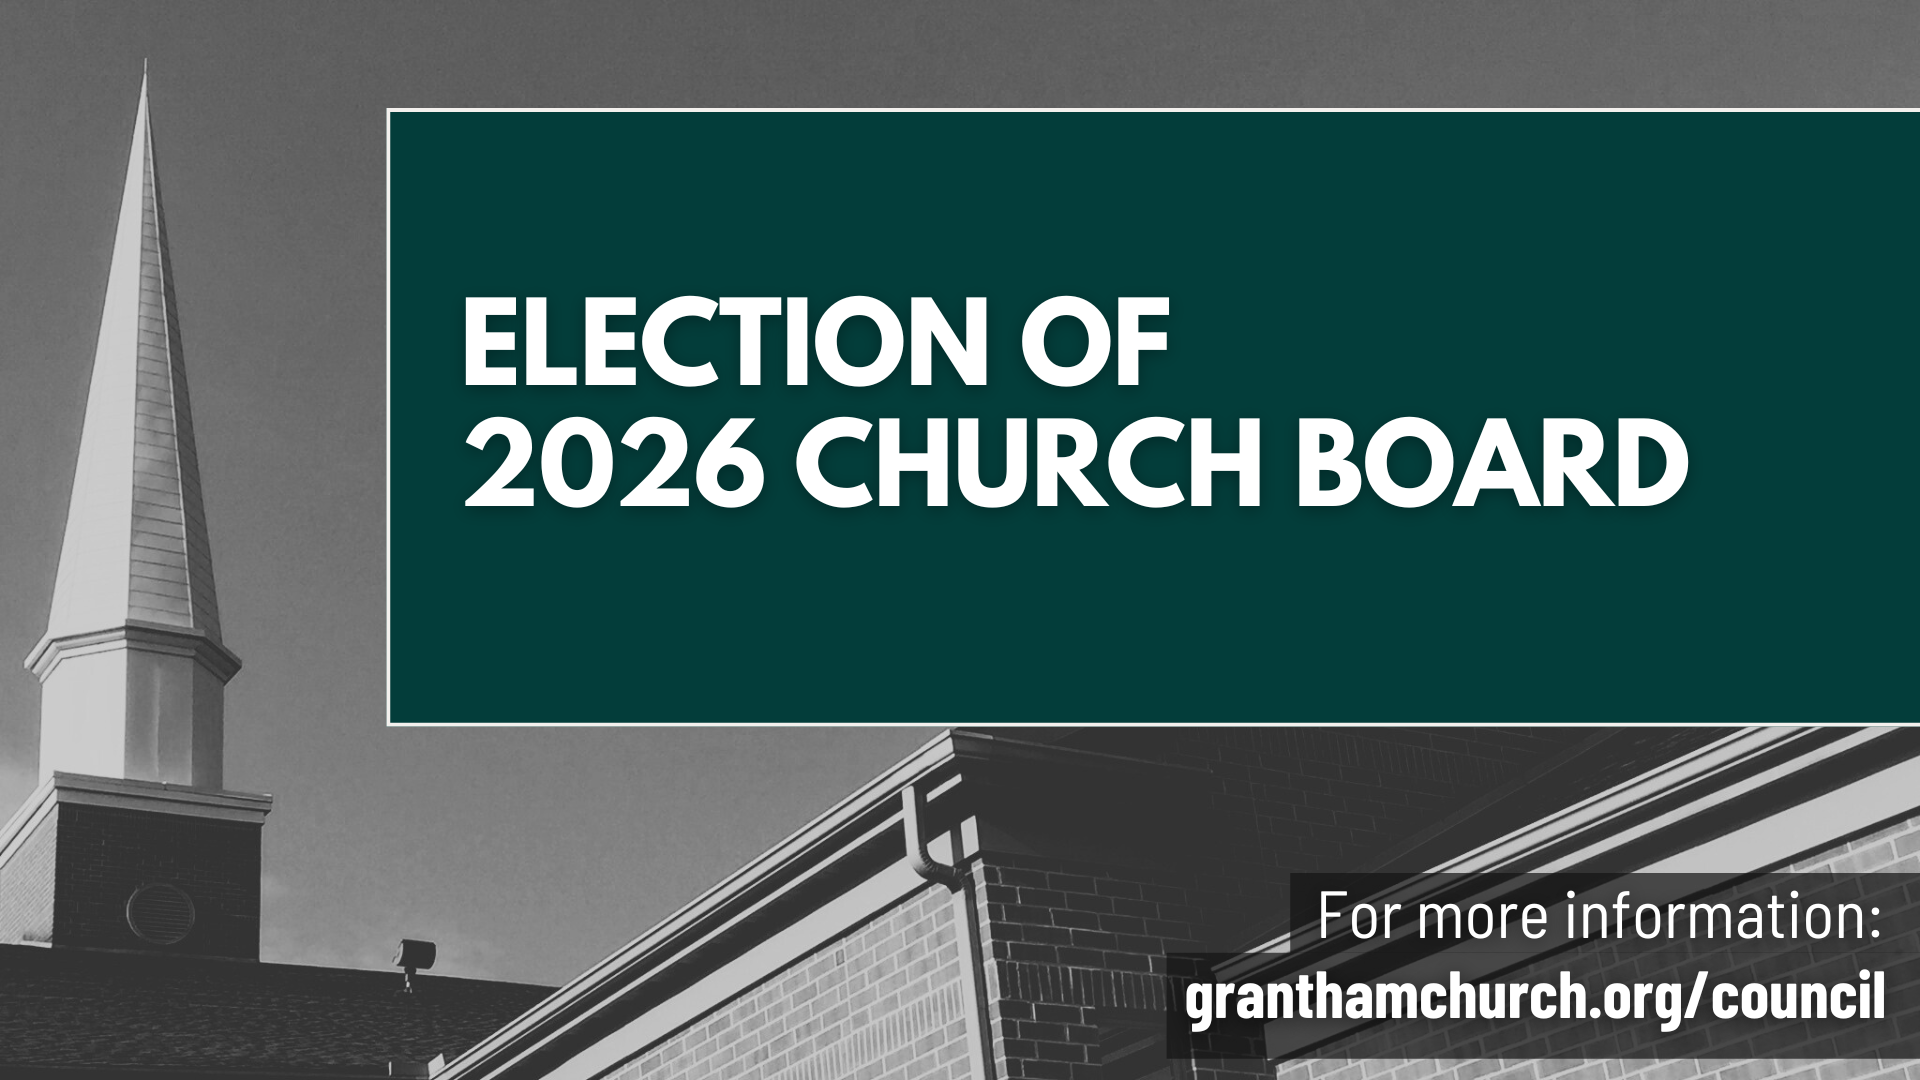 ELECTION OF
2026 CHURCH BOARD
For more information:
granthamchurch.org/council